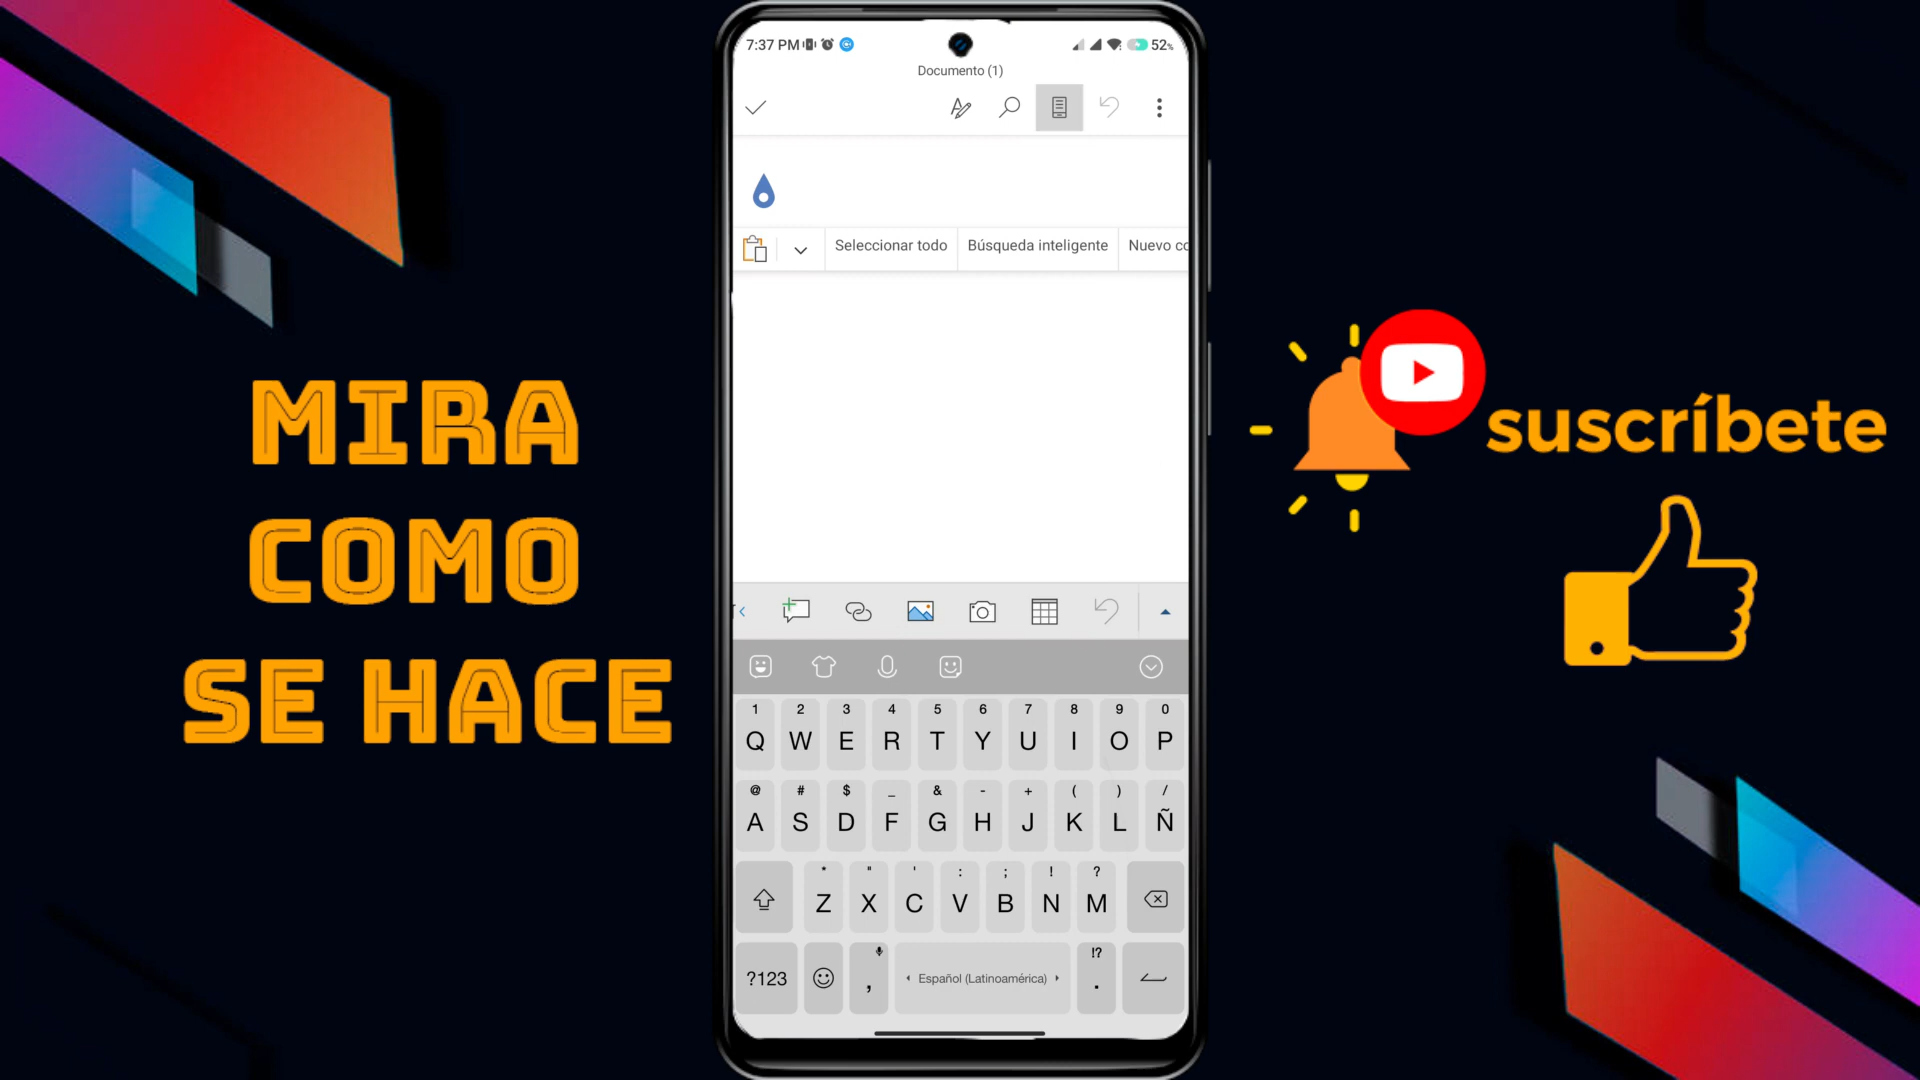 MIRA
COMO
SE HACE
7:37 PM
52%
Documento (1)
Seleccionar todo
Búsqueda inteligente
Nuevo co
1 2 3 4 5 6 7 8 9 0
Q W E R T Y U I O P
@ # $ _ & - + ( ) /
A S D F G H J K L Ñ
* " ' : ; ! ?
Z X C V B N M
!?
?123 , Español (Latinoamérica) .
suscríbete